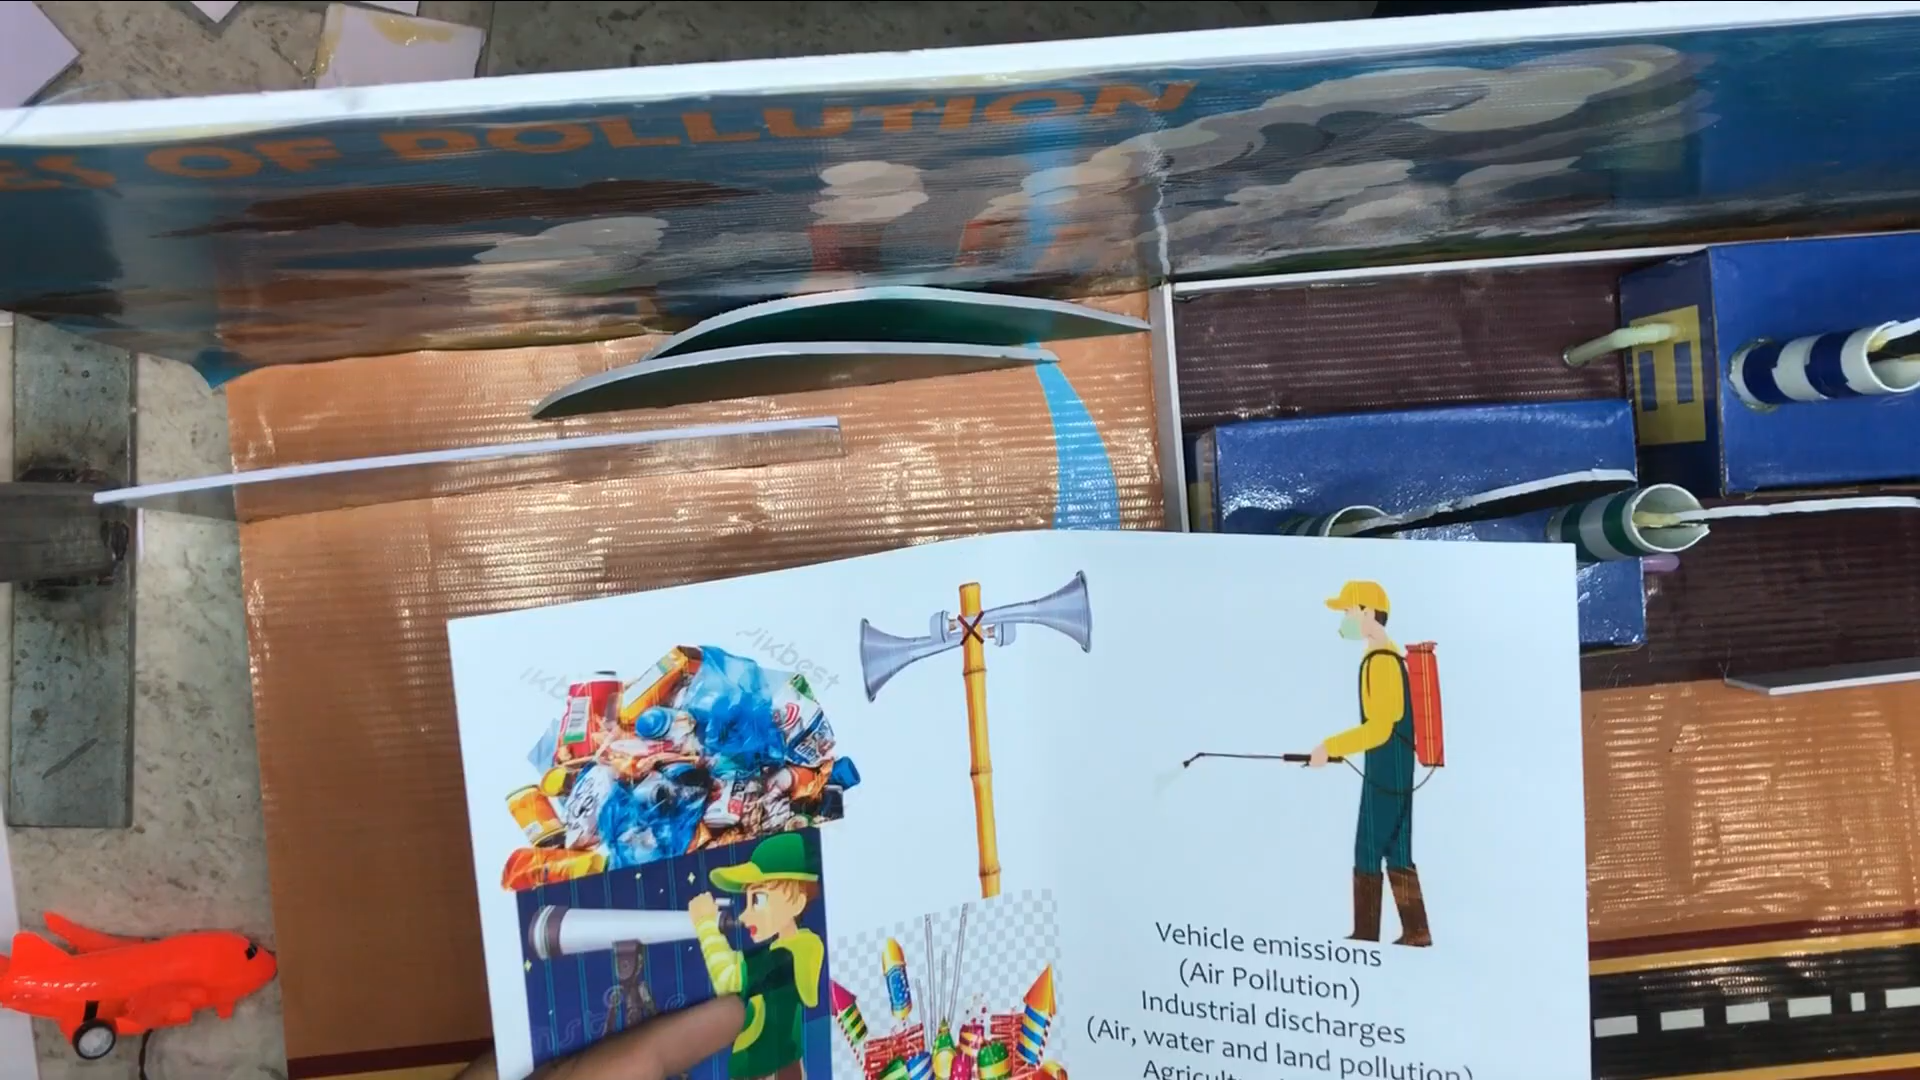 OF POLLUTION
Vehicle emissions
(Air Pollution)
Industrial discharges
(Air, water and land pollution)